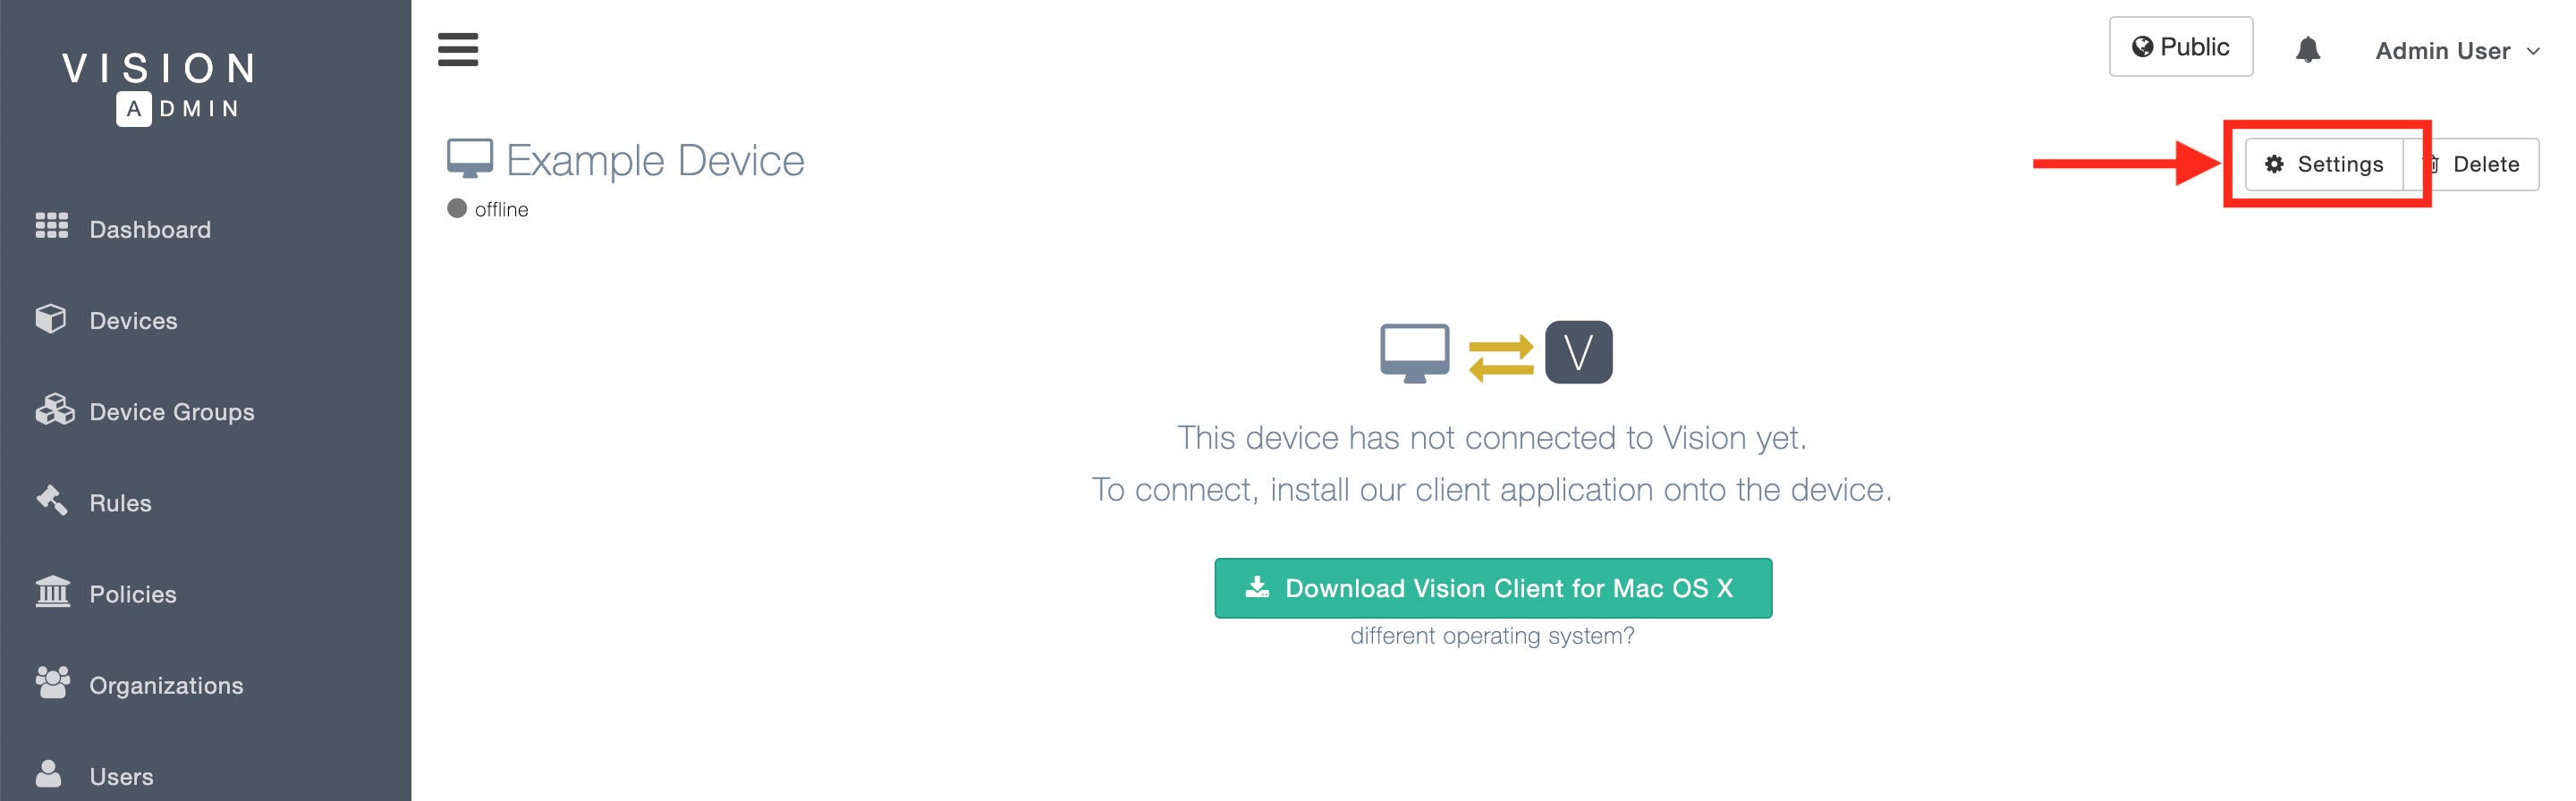 VISION
ADMIN
Public
Admin User
Example Device
Settings
Delete
offline
Dashboard
Devices
Device Groups
Rules
Policies
Organizations
Users
V
This device has not connected to Vision yet.
To connect, install our client application onto the device.
Download Vision Client for Mac OS X
different operating system?